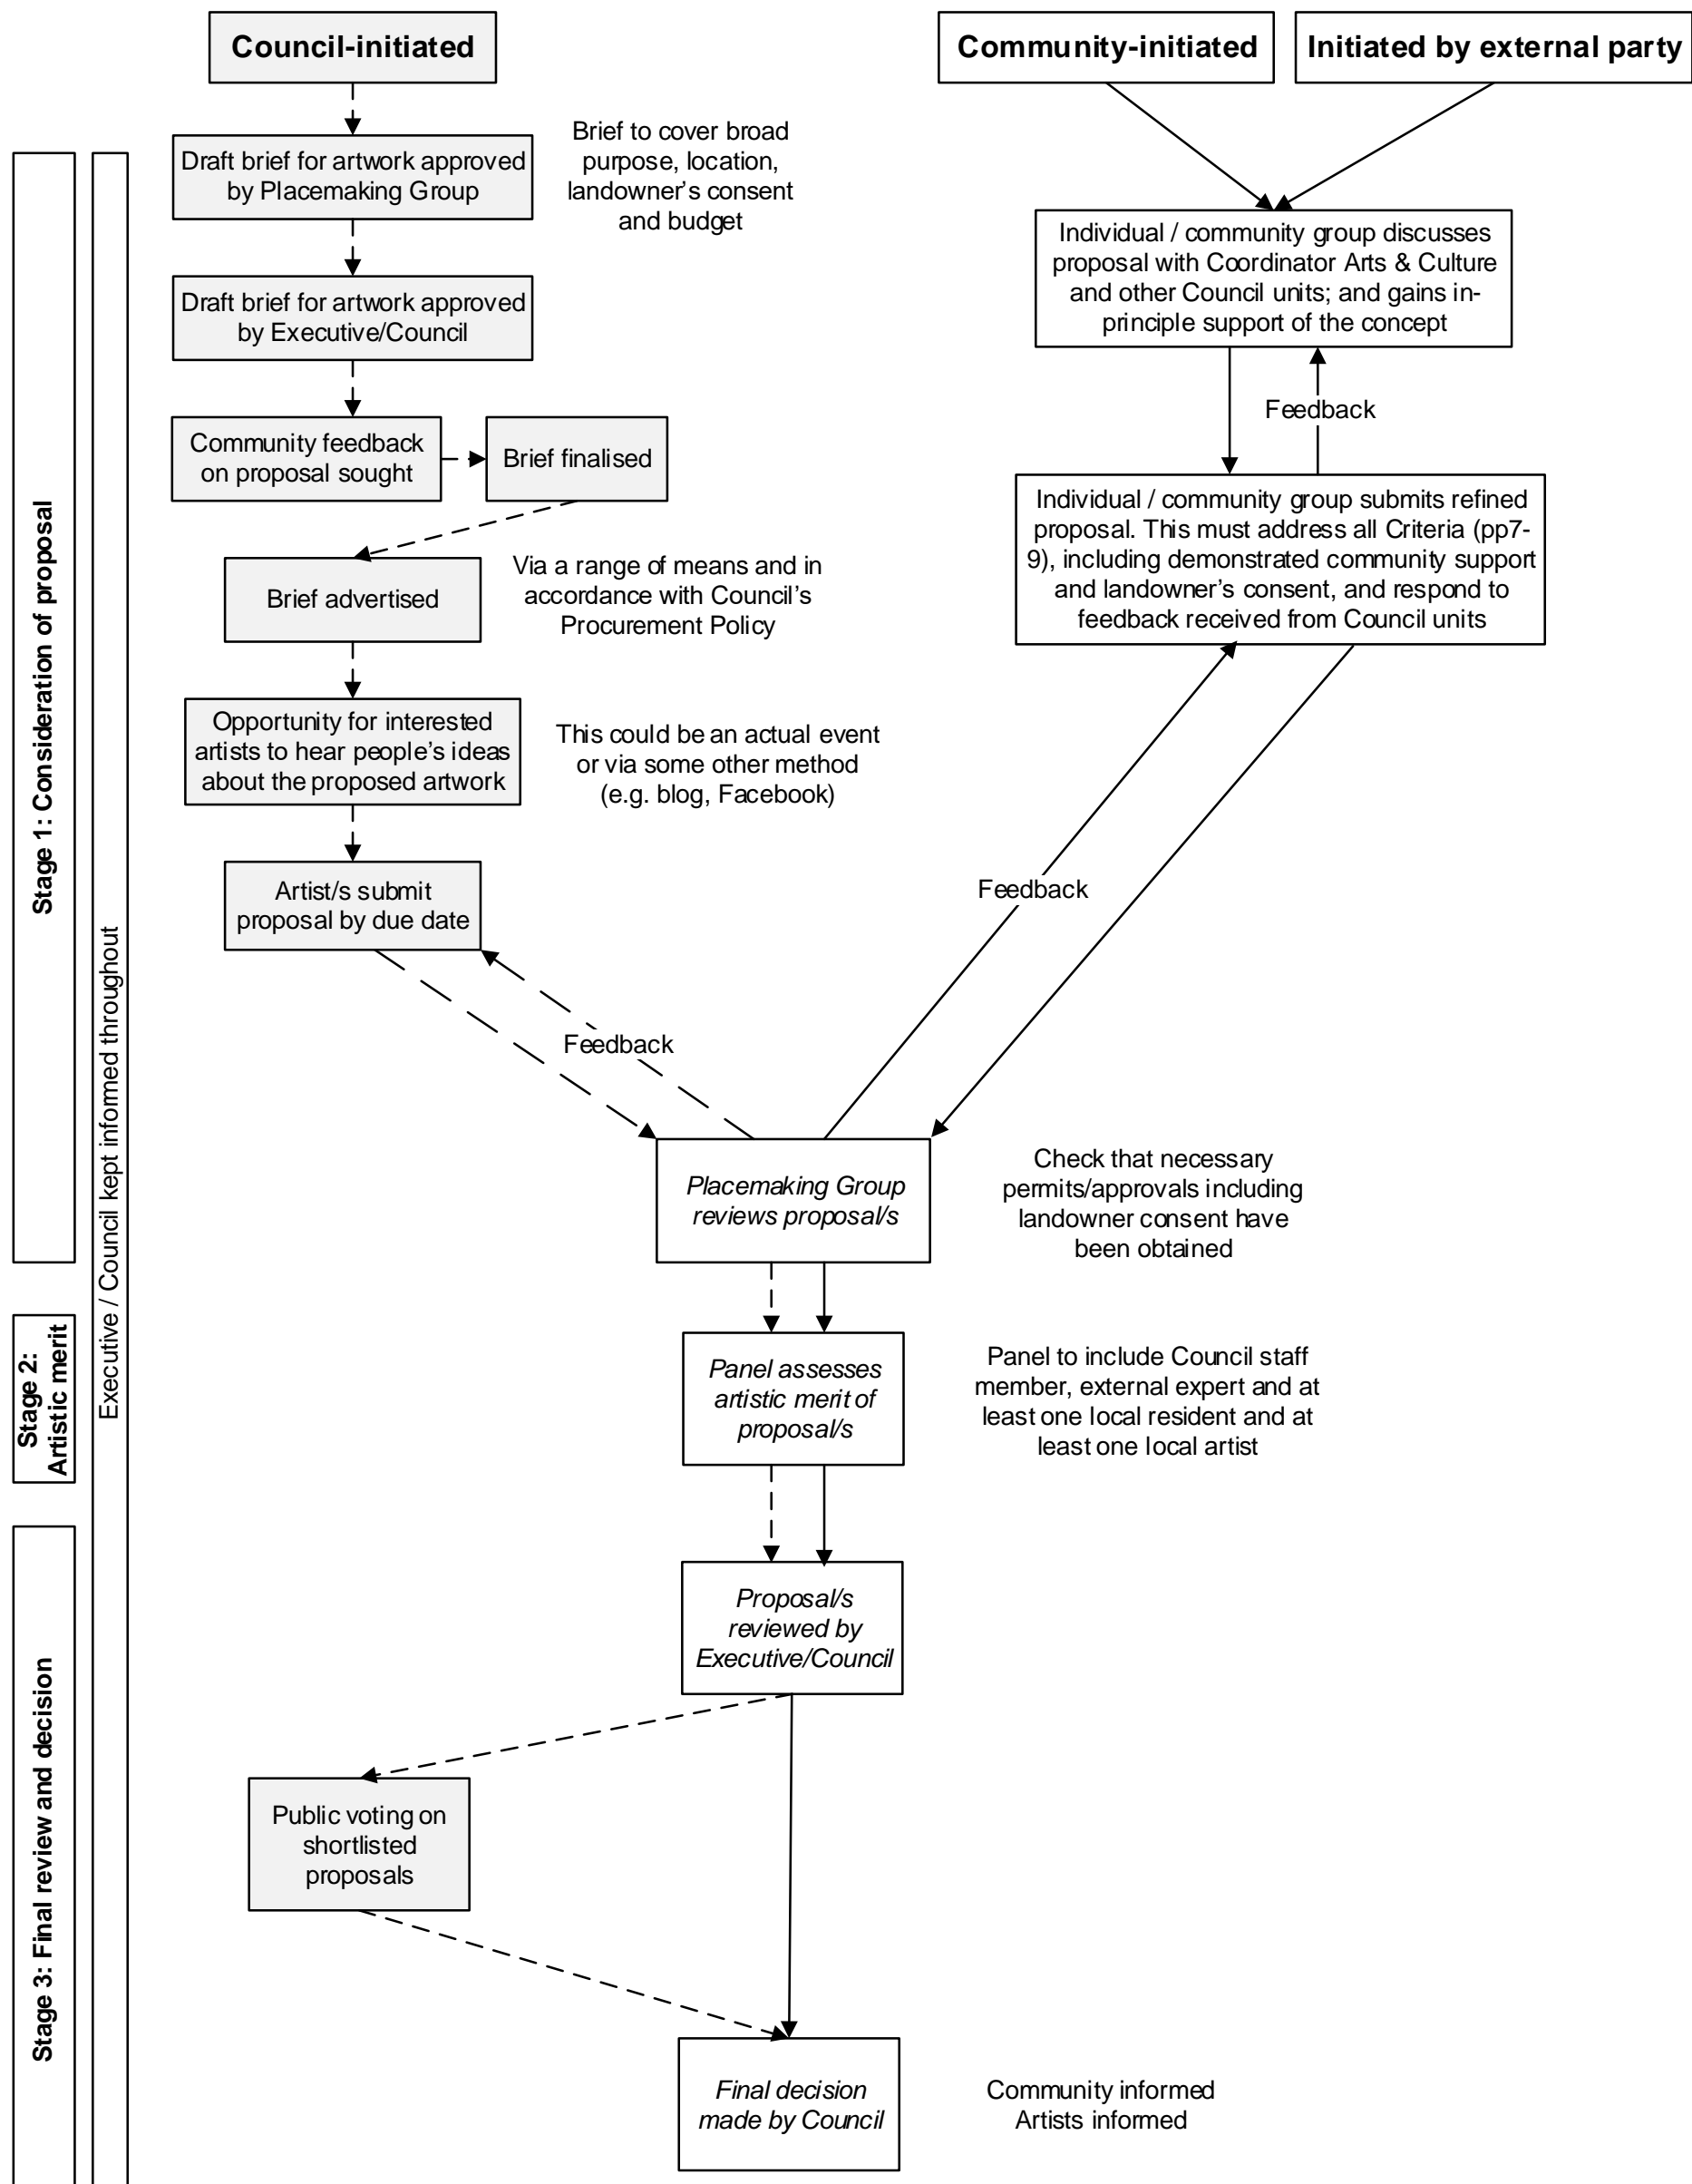 Council-initiated
Community-initiated
Initiated by external party
Draft brief for artwork approved
by Placemaking Group
Brief to cover broad
purpose, location,
landowner’s consent
and budget
Draft brief for artwork approved
by Executive/Council
Individual / community group discusses
proposal with Coordinator Arts & Culture
and other Council units; and gains in-
principle support of the concept
Feedback
Community feedback
on proposal sought
Brief finalised
Individual / community group submits refined
proposal. This must address all Criteria (pp7-
9), including demonstrated community support
and landowner’s consent, and respond to
feedback received from Council units
Brief advertised
Via a range of means and in
accordance with Council’s
Procurement Policy
Opportunity for interested
artists to hear people’s ideas
about the proposed artwork
This could be an actual event
or via some other method
(e.g. blog, Facebook)
Artist/s submit
proposal by due date
Feedback
Feedback
Stage 1: Consideration of proposal
Executive / Council kept informed throughout
Placemaking Group
reviews proposal/s
Check that necessary
permits/approvals including
landowner consent have
been obtained
Stage 2:
Artistic merit
Panel assesses
artistic merit of
proposal/s
Panel to include Council staff
member, external expert and at
least one local resident and at
least one local artist
Stage 3: Final review and decision
Proposal/s
reviewed by
Executive/Council
Public voting on
shortlisted
proposals
Final decision
made by Council
Community informed
Artists informed